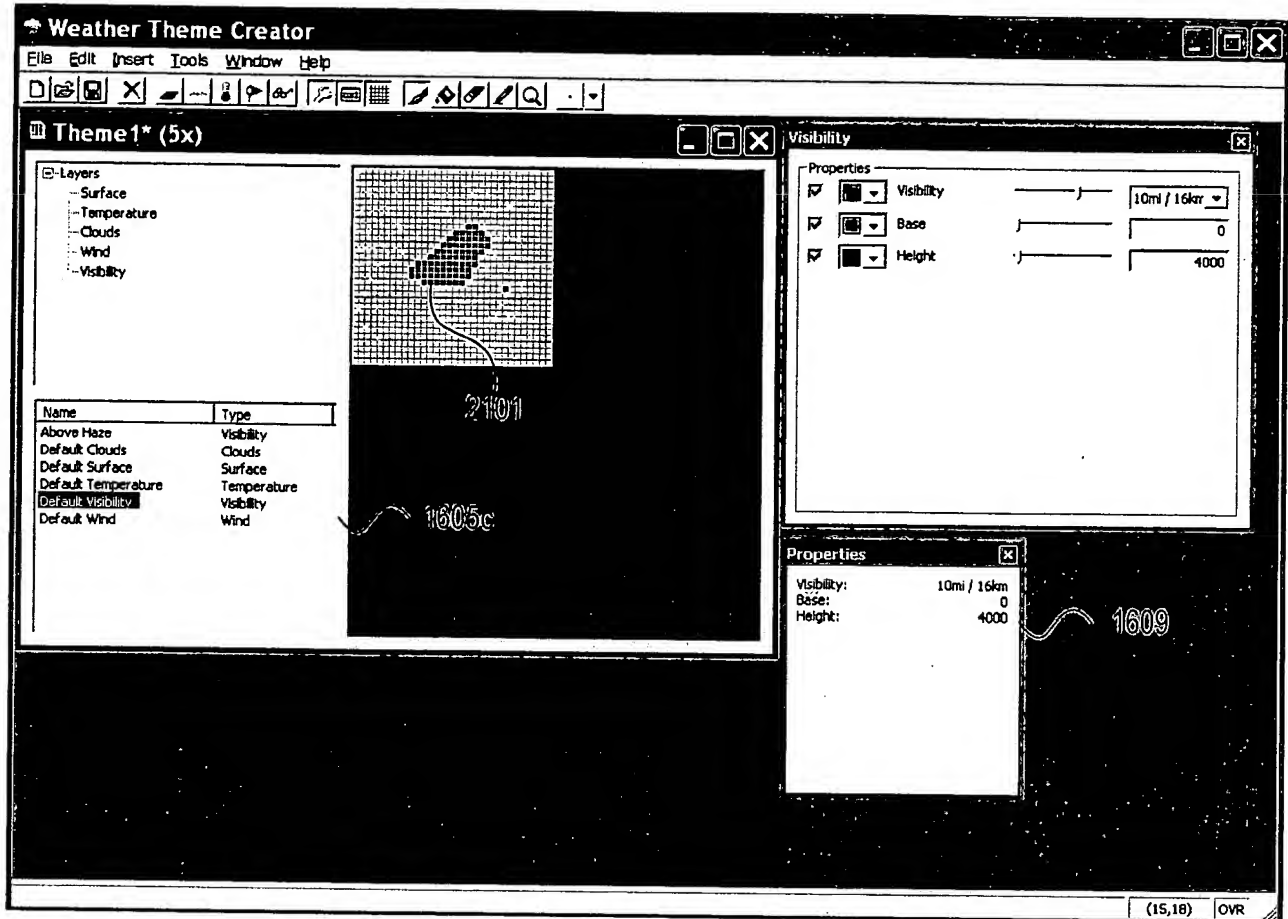 Weather Theme Creator
File Edit Insert Tools Window Help
Theme1* (5x)
Layers
Surface
Temperature
Clouds
Wind
Visibility
2101
Name Type
Above Haze Visibility
Default Clouds Clouds
Default Surface Surface
Default Temperature Temperature
Default Visibility Visibility
Default Wind Wind
1605c
Visibility
Properties
Visibility 10mi / 16km
Base 0
Height 4000
Properties
Visibility: 10mi / 16km
Base: 0
Height: 4000
1609
(15,18) OVR